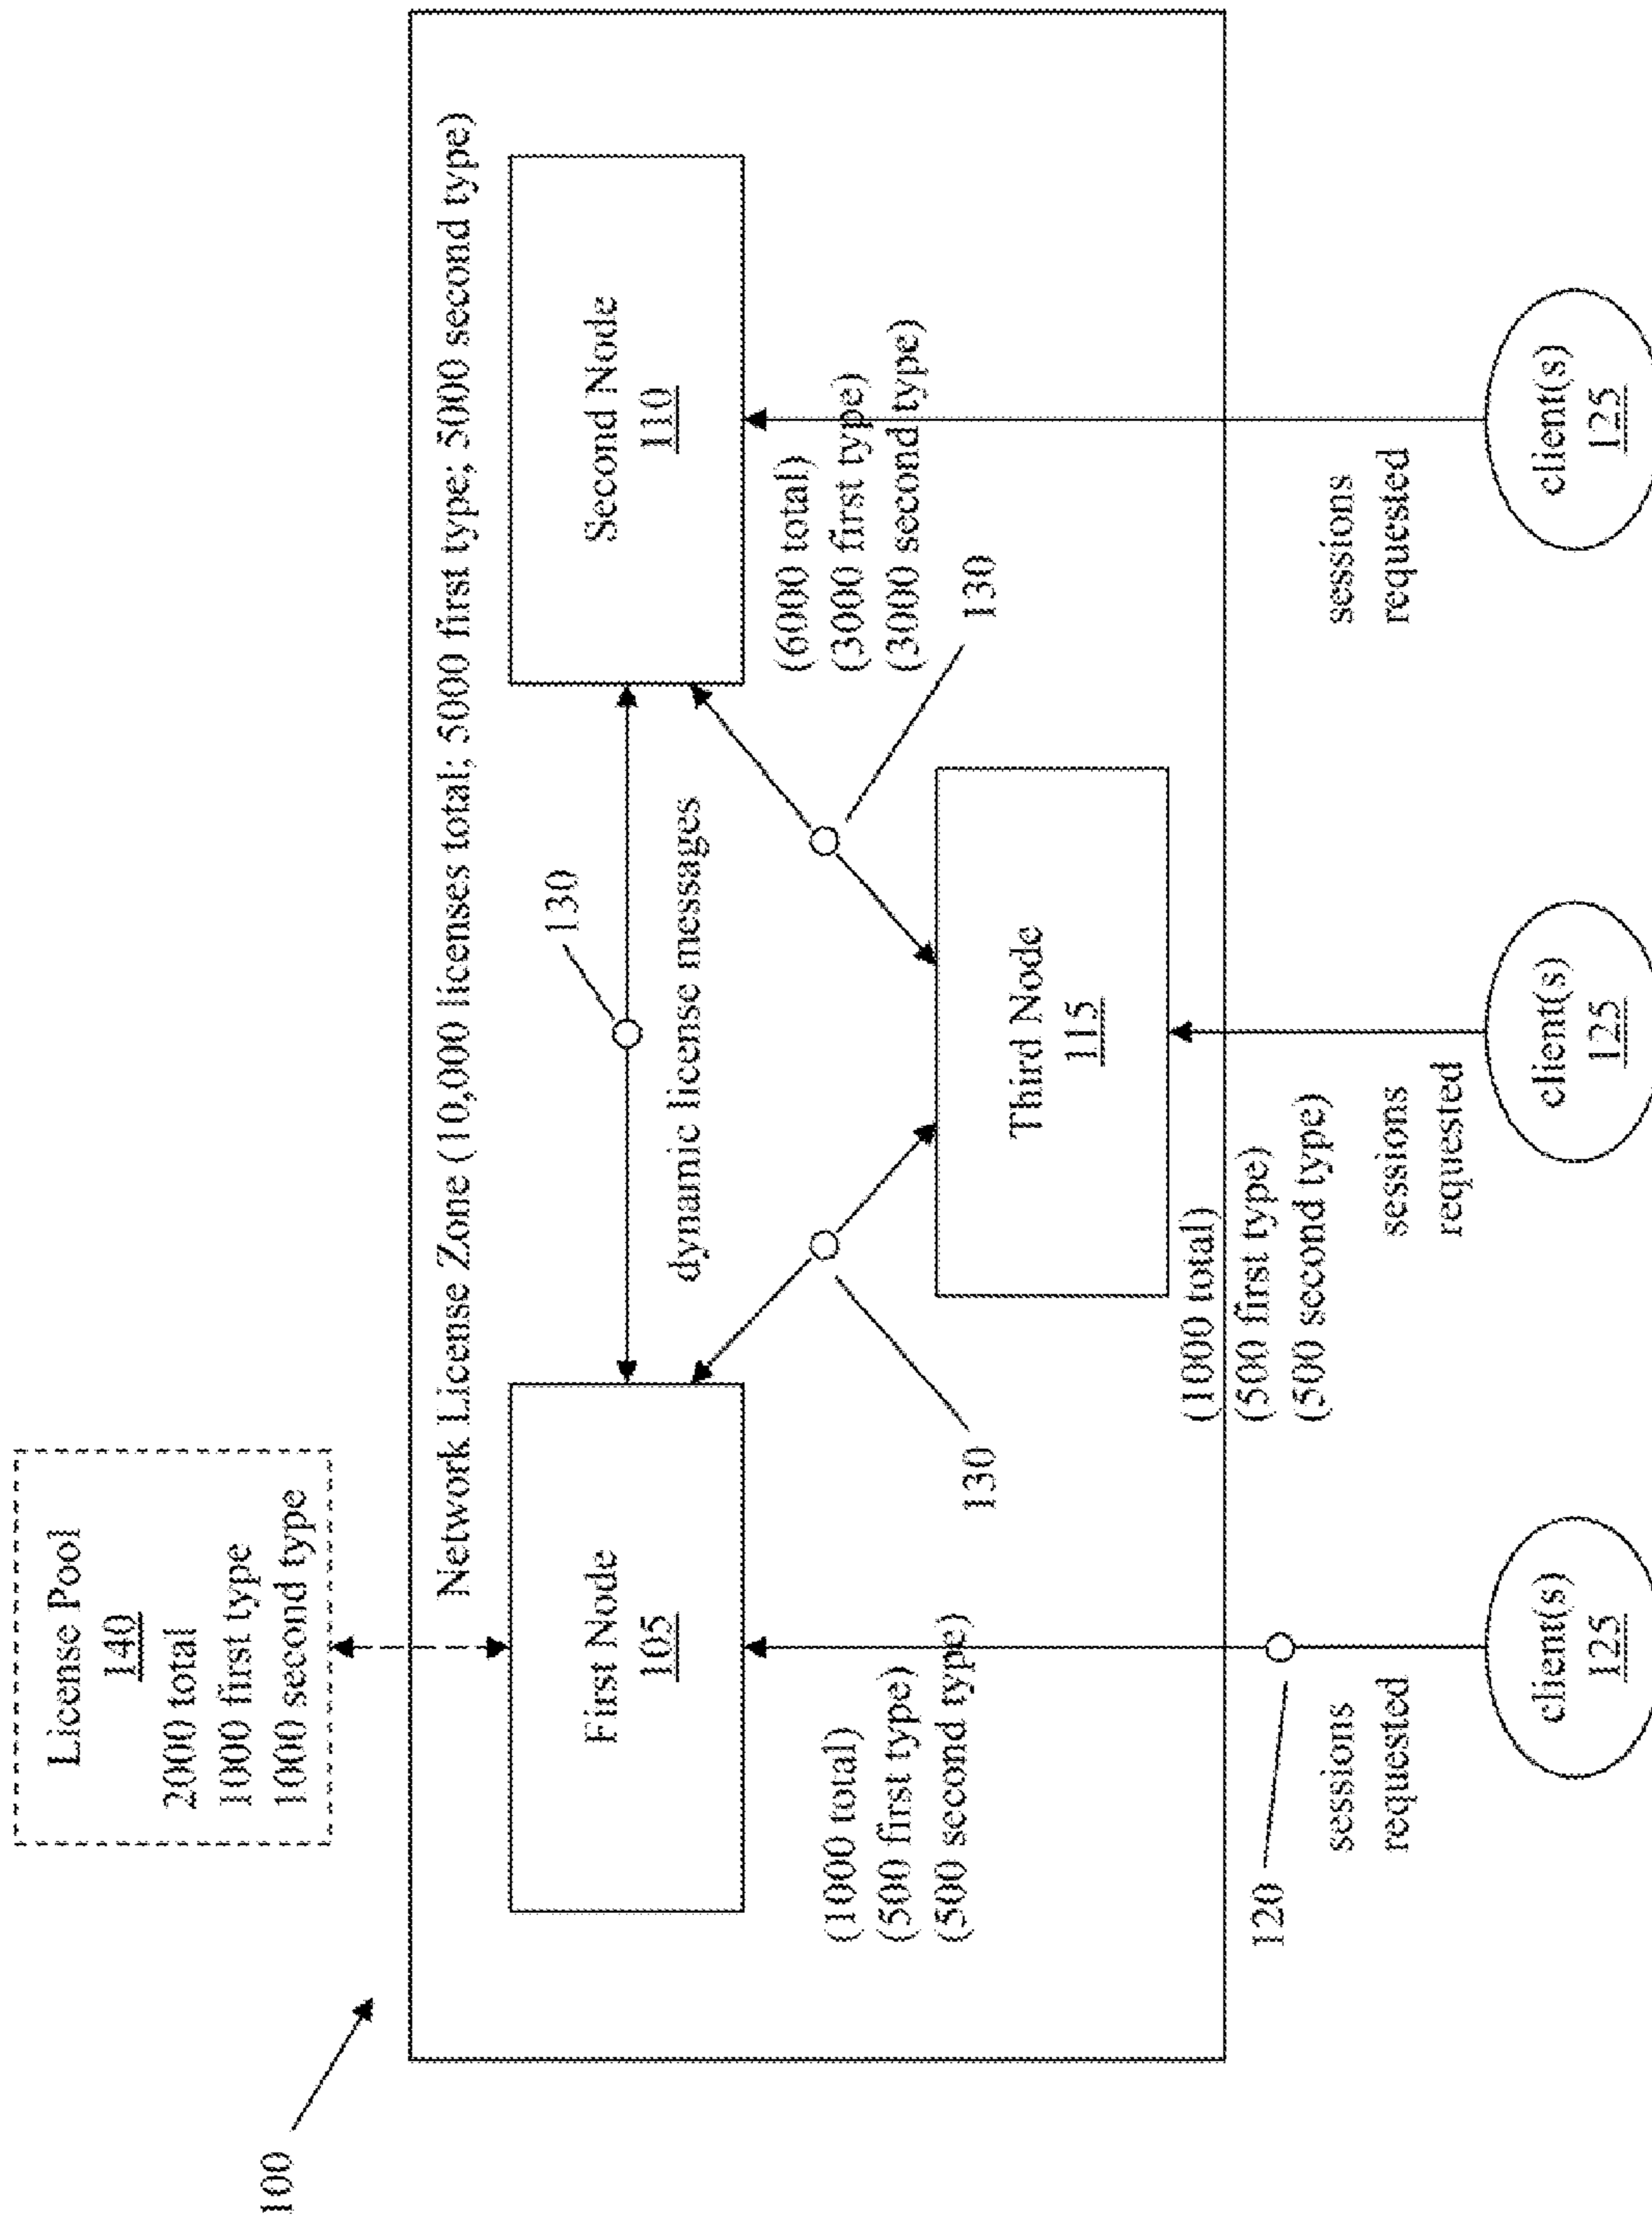 100
License Pool
140
2000 total
1000 first type
1000 second type
Network License Zone (10,000 licenses total; 5000 first type; 5000 second type)
First Node
105
130
dynamic license messages
Second Node
110
(1000 total)
(500 first type)
(500 second type)
130
Third Node
115
130
(6000 total)
(3000 first type)
(3000 second type)
(1000 total)
(500 first type)
(500 second type)
120
sessions
requested
sessions
requested
sessions
requested
client(s)
125
client(s)
125
client(s)
125